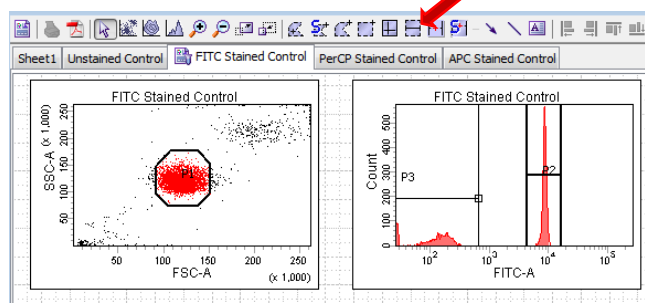 Sheet1 Unstained Control FITC Stained Control PerCP Stained Control APC Stained Control
FITC Stained Control
SSC-A (x 1,000)
50 100 150 200 250
P1
50 100 150 200 250
FSC-A
(x 1,000)
FITC Stained Control
Count
0 100 200 300 400 500
P3
P2
10² 10³ 10⁴ 10⁵
FITC-A